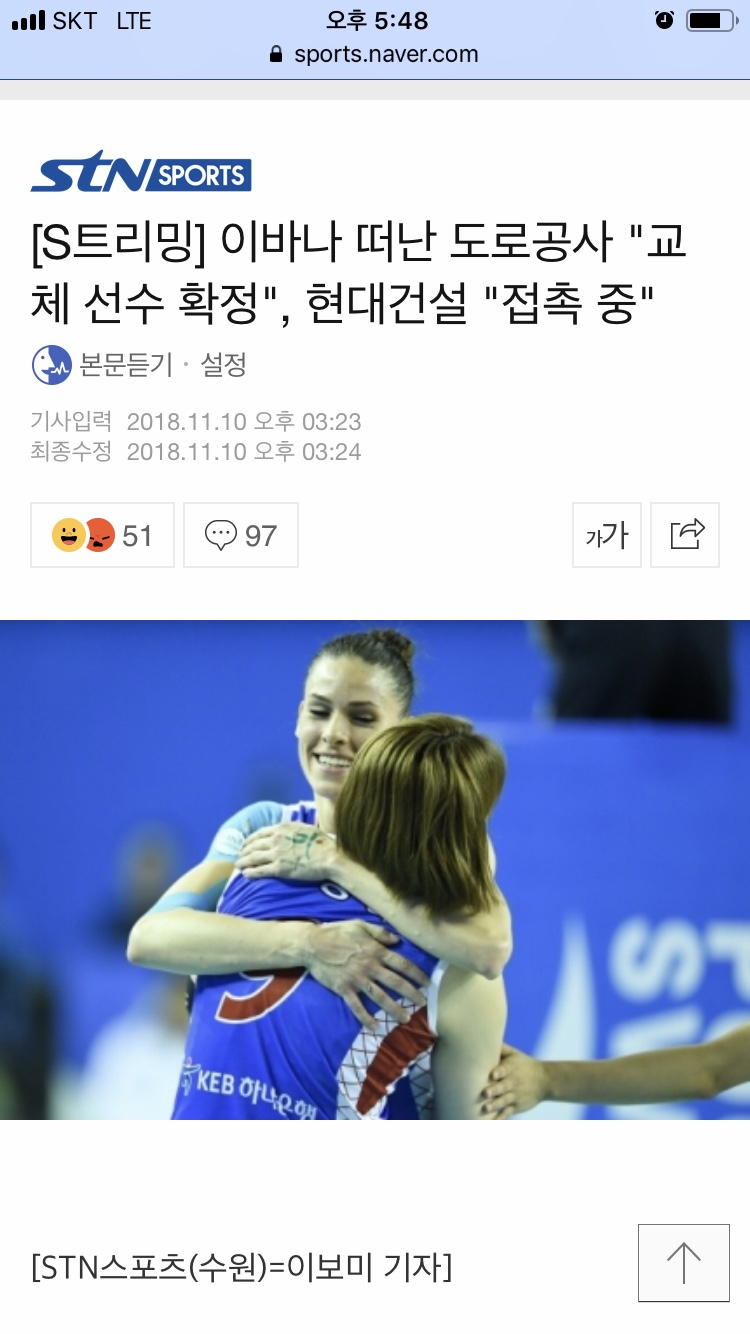 SKT LTE 오후 5:48
sports.naver.com
STN SPORTS
[S트리밍] 이바나 떠난 도로공사 "교
체 선수 확정", 현대건설 "접촉 중"
본문듣기 · 설정
기사입력 2018.11.10 오후 03:23
최종수정 2018.11.10 오후 03:24
51 97 가가
KEB 하나은행
[STN스포츠(수원)=이보미 기자]